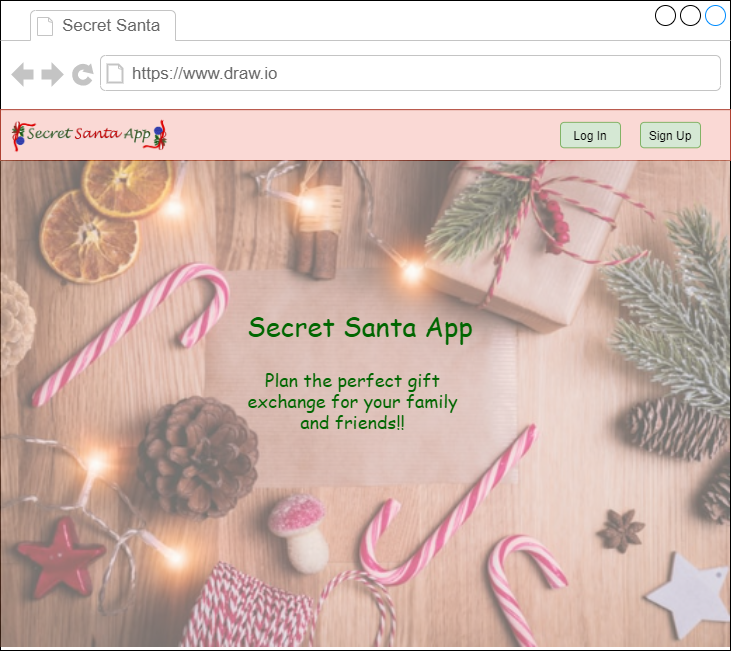 Secret Santa
https://www.draw.io
Secret Santa App
Log In
Sign Up
Secret Santa App
Plan the perfect gift
exchange for your family
and friends!!